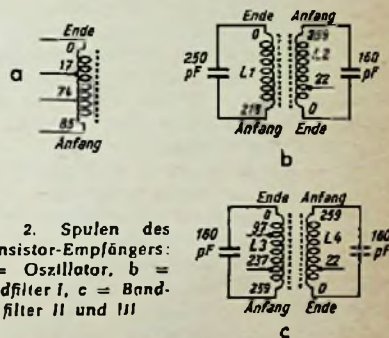 Ende
0
17
74
85
Anfang
a
Ende Anfang
0 259
250 pF
L1
L2
160 pF
22
219 0
Anfang Ende
b
Ende Anfang
0 259
160 pF
97
L3
L4
237
22
160 pF
259 0
Anfang Ende
c
2. Spulen des
nsistor-Empfängers:
= Oszillator, b =
dfilter I, c = Band-
filter II und III